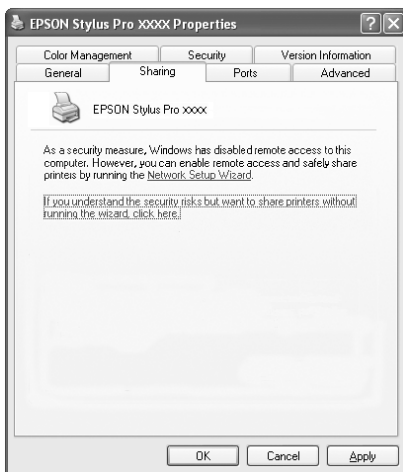 EPSON Stylus Pro XXXX Properties
Color Management Security Version Information
General Sharing Ports Advanced
EPSON Stylus Pro xxxx
As a security measure, Windows has disabled remote access to this
computer. However, you can enable remote access and safely share
printers by running the Network Setup Wizard.
If you understand the security risks but want to share printers without
running the wizard, click here.
OK Cancel Apply